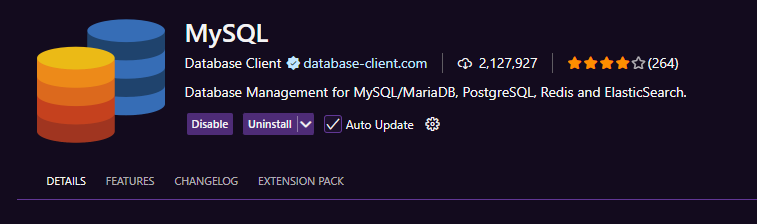 MySQL
Database Client database-client.com 2,127,927 (264)
Database Management for MySQL/MariaDB, PostgreSQL, Redis and ElasticSearch.
Disable Uninstall Auto Update
DETAILS FEATURES CHANGELOG EXTENSION PACK